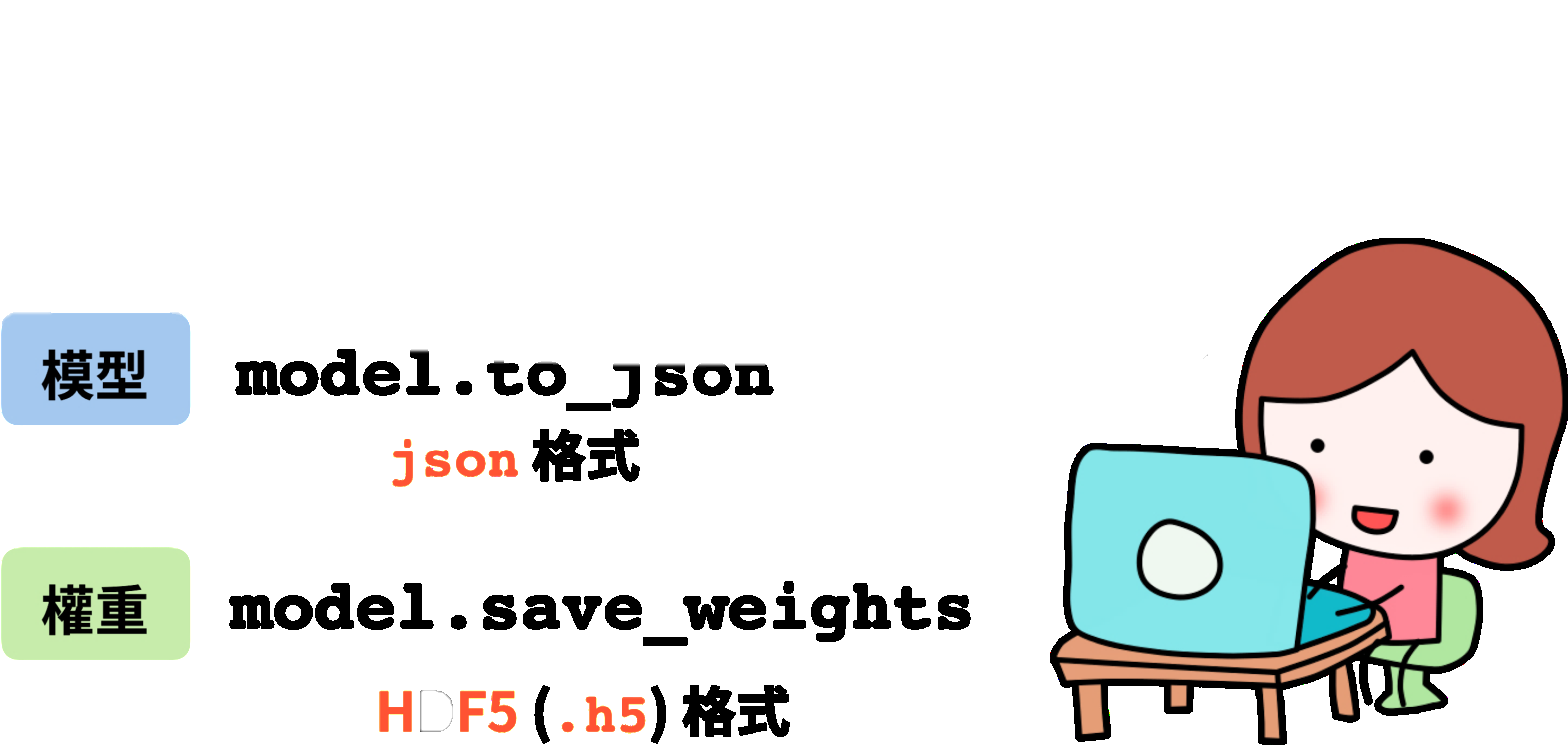 模型 model.to_json
json 格式
權重 model.save_weights
HDF5 (.h5) 格式